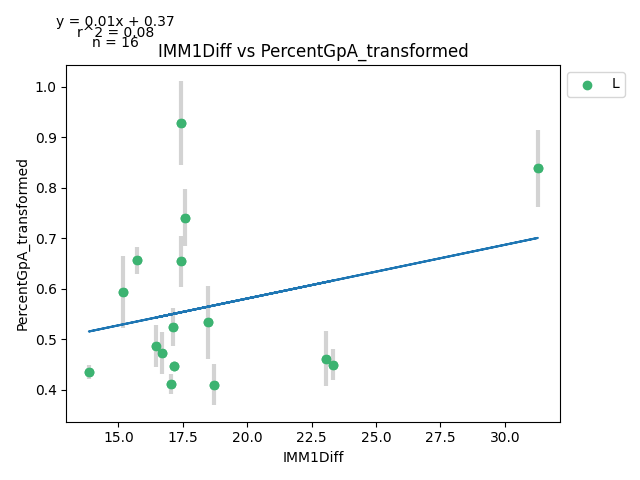 y = 0.01x + 0.37
r^2 = 0.08
n = 16
IMM1Diff vs PercentGpA_transformed
L
1.0
0.9
0.8
0.7
0.6
0.5
0.4
PercentGpA_transformed
15.0 17.5 20.0 22.5 25.0 27.5 30.0
IMM1Diff